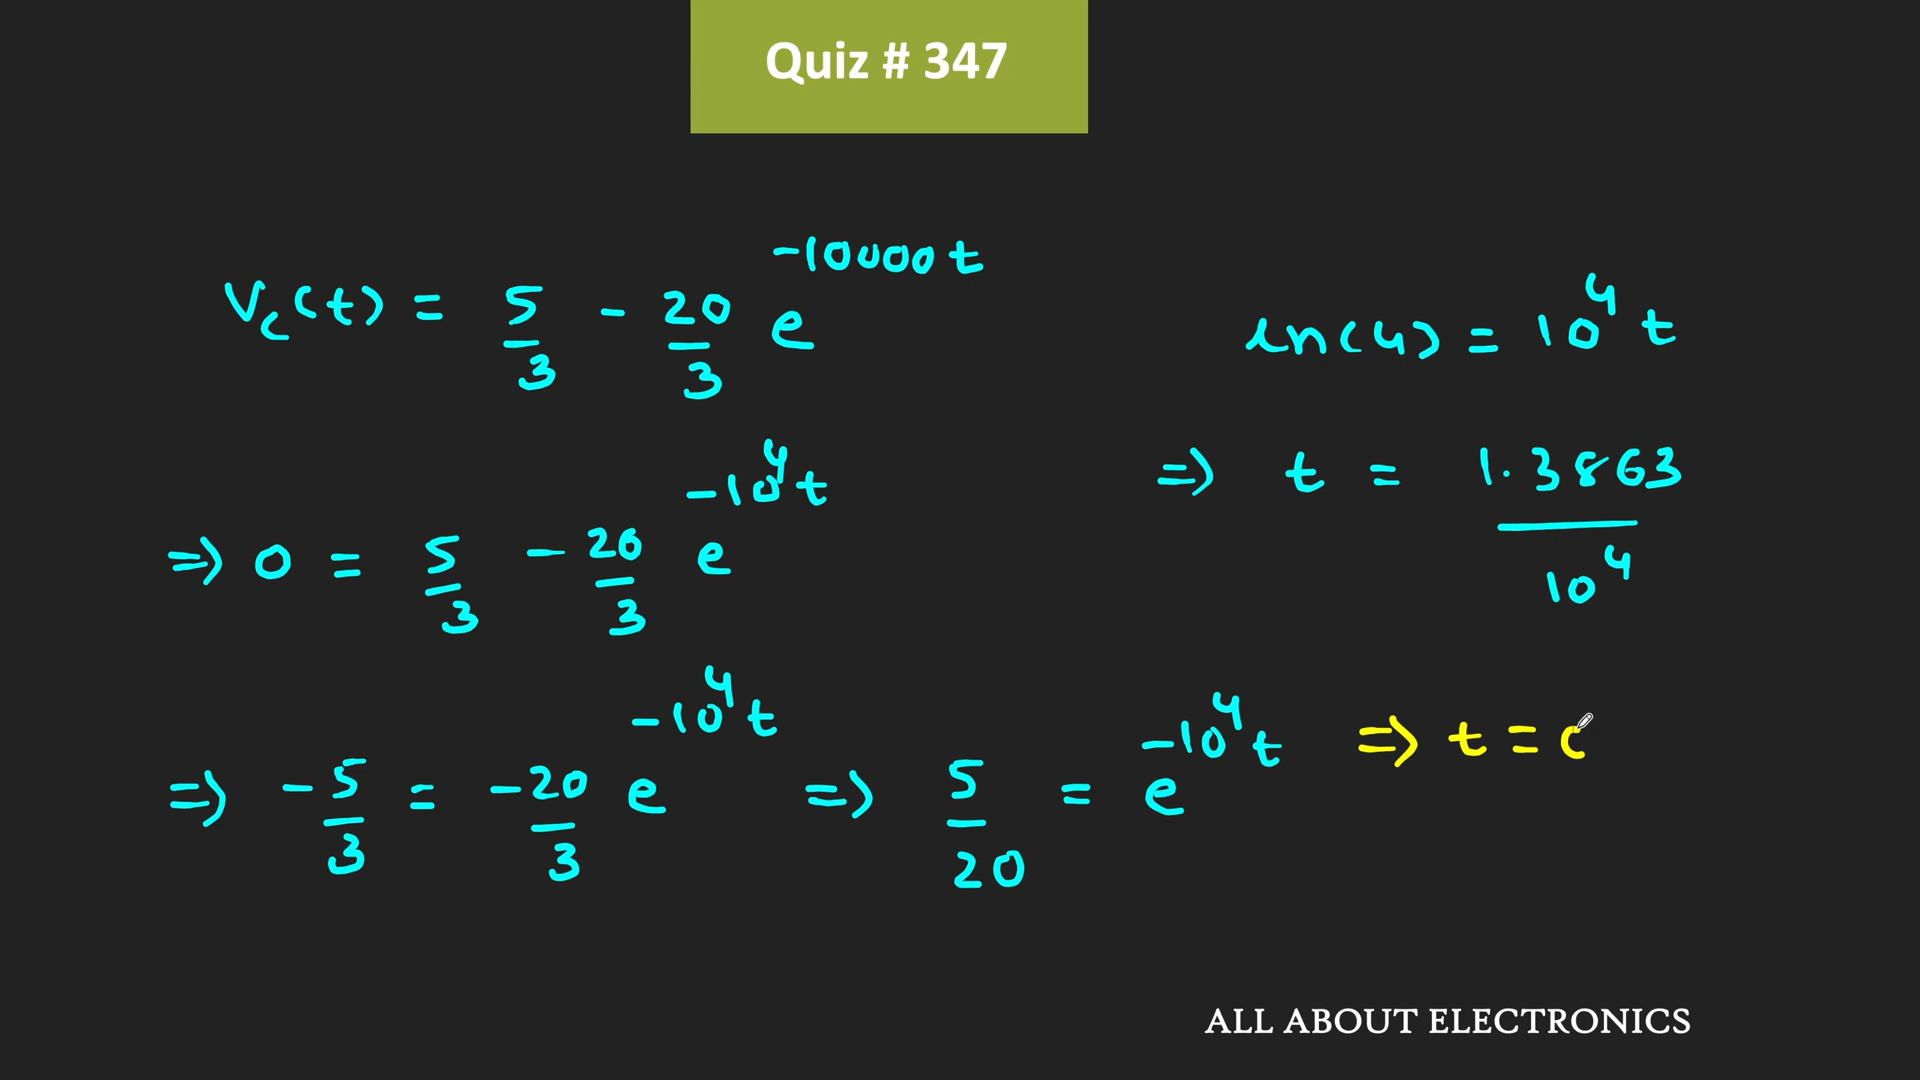 Quiz # 347
Vc(t) = 5/3 - 20/3 e^-10000t
=> 0 = 5/3 - 20/3 e^-10^4t
=> -5/3 = -20/3 e^-10^4t => 5/20 = e^-10^4t
ln(4) = 10^4 t
=> t = 1.3863/10^4
=> t =
ALL ABOUT ELECTRONICS